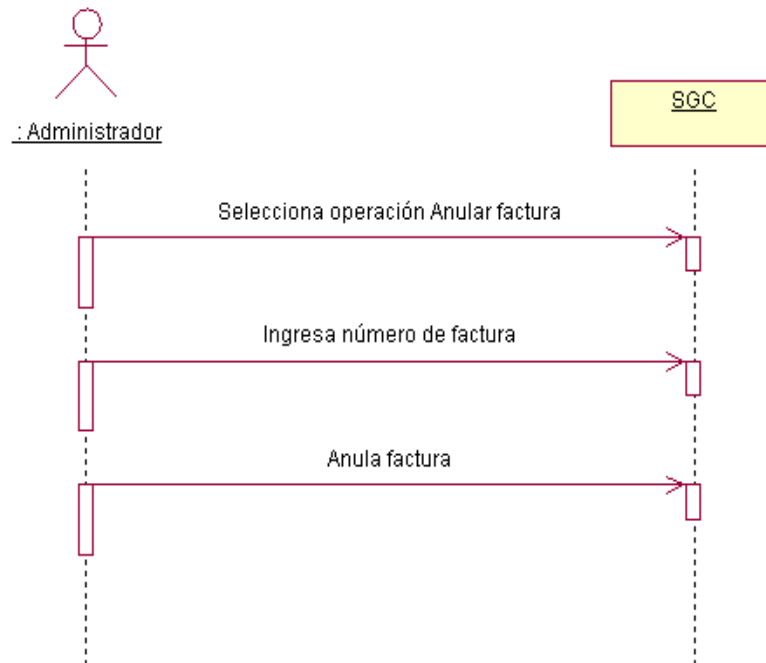 : Administrador
SGC
Selecciona operación Anular factura
Ingresa número de factura
Anula factura